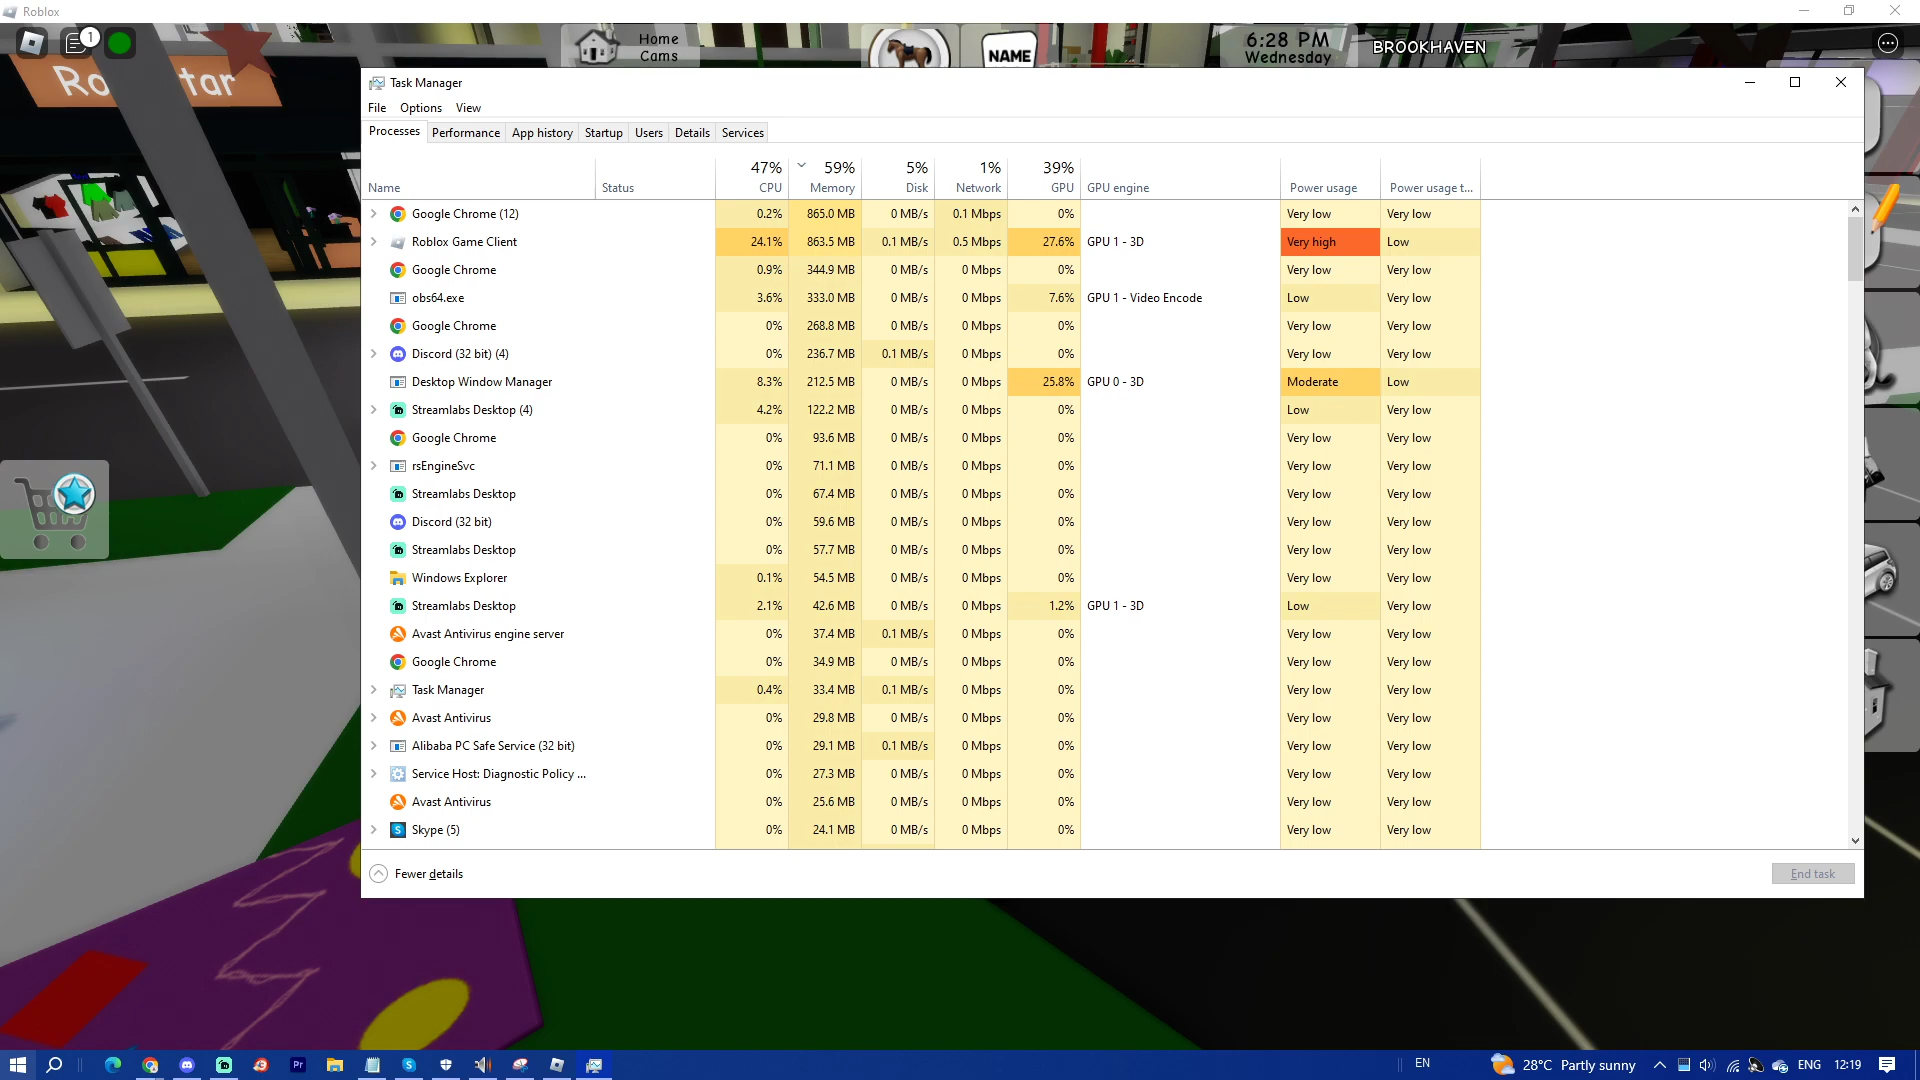 Roblox
1
Home
Cams
NAME
6:28 PM
Wednesday
BROOKHAVEN
Task Manager
File Options View
Processes Performance App history Startup Users Details Services
47% 59% 5% 1% 39%
Name Status CPU Memory Disk Network GPU GPU engine Power usage Power usage t...
Google Chrome (12) 0.2% 865.0 MB 0 MB/s 0.1 Mbps 0% Very low Very low
Roblox Game Client 24.1% 863.5 MB 0.1 MB/s 0.5 Mbps 27.6% GPU 1 - 3D Very high Low
Google Chrome 0.9% 344.9 MB 0 MB/s 0 Mbps 0% Very low Very low
obs64.exe 3.6% 333.0 MB 0 MB/s 0 Mbps 7.6% GPU 1 - Video Encode Low Very low
Google Chrome 0% 268.8 MB 0 MB/s 0 Mbps 0% Very low Very low
Discord (32 bit) (4) 0% 236.7 MB 0.1 MB/s 0 Mbps 0% Very low Very low
Desktop Window Manager 8.3% 212.5 MB 0 MB/s 0 Mbps 25.8% GPU 0 - 3D Moderate Low
Streamlabs Desktop (4) 4.2% 122.2 MB 0 MB/s 0 Mbps 0% Low Very low
Google Chrome 0% 93.6 MB 0 MB/s 0 Mbps 0% Very low Very low
rsEngineSvc 0% 71.1 MB 0 MB/s 0 Mbps 0% Very low Very low
Streamlabs Desktop 0% 67.4 MB 0 MB/s 0 Mbps 0% Very low Very low
Discord (32 bit) 0% 59.6 MB 0 MB/s 0 Mbps 0% Very low Very low
Streamlabs Desktop 0% 57.7 MB 0 MB/s 0 Mbps 0% Very low Very low
Windows Explorer 0.1% 54.5 MB 0 MB/s 0 Mbps 0% Very low Very low
Streamlabs Desktop 2.1% 42.6 MB 0 MB/s 0 Mbps 1.2% GPU 1 - 3D Low Very low
Avast Antivirus engine server 0% 37.4 MB 0.1 MB/s 0 Mbps 0% Very low Very low
Google Chrome 0% 34.9 MB 0 MB/s 0 Mbps 0% Very low Very low
Task Manager 0.4% 33.4 MB 0.1 MB/s 0 Mbps 0% Very low Very low
Avast Antivirus 0% 29.8 MB 0 MB/s 0 Mbps 0% Very low Very low
Alibaba PC Safe Service (32 bit) 0% 29.1 MB 0.1 MB/s 0 Mbps 0% Very low Very low
Service Host: Diagnostic Policy ... 0% 27.3 MB 0 MB/s 0 Mbps 0% Very low Very low
Avast Antivirus 0% 25.6 MB 0 MB/s 0 Mbps 0% Very low Very low
Skype (5) 0% 24.1 MB 0 MB/s 0 Mbps 0% Very low Very low
Fewer details End task
Pr EN 28°C Partly sunny ENG 12:19